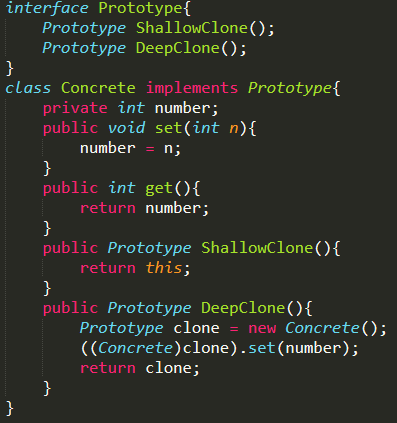 interface Prototype{
    Prototype ShallowClone();
    Prototype DeepClone();
}
class Concrete implements Prototype{
    private int number;
    public void set(int n){
        number = n;
    }
    public int get(){
        return number;
    }
    public Prototype ShallowClone(){
        return this;
    }
    public Prototype DeepClone(){
        Prototype clone = new Concrete();
        ((Concrete)clone).set(number);
        return clone;
    }
}